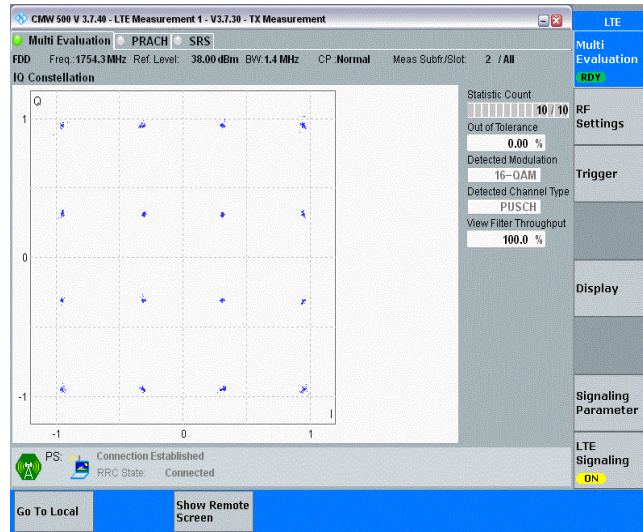 CMW 500 V 3.7.40 - LTE Measurement 1 - V3.7.30 - TX Measurement
LTE
Multi Evaluation PRACH SRS
Multi
Evaluation
RDY
FDD Freq.:1754.3 MHz Ref. Level: 38.00 dBm BW:1.4 MHz CP :Normal Meas Subfr./Slot: 2 / All
IQ Constellation
Q
1
0
-1
-1 0 1
I
Statistic Count
10 / 10
Out of Tolerance
0.00 %
Detected Modulation
16-QAM
Detected Channel Type
PUSCH
View Filter Throughput
100.0 %
RF
Settings
Trigger
Display
Signaling
Parameter
LTE
Signaling
ON
PS: Connection Established
RRC State: Connected
Go To Local
Show Remote
Screen